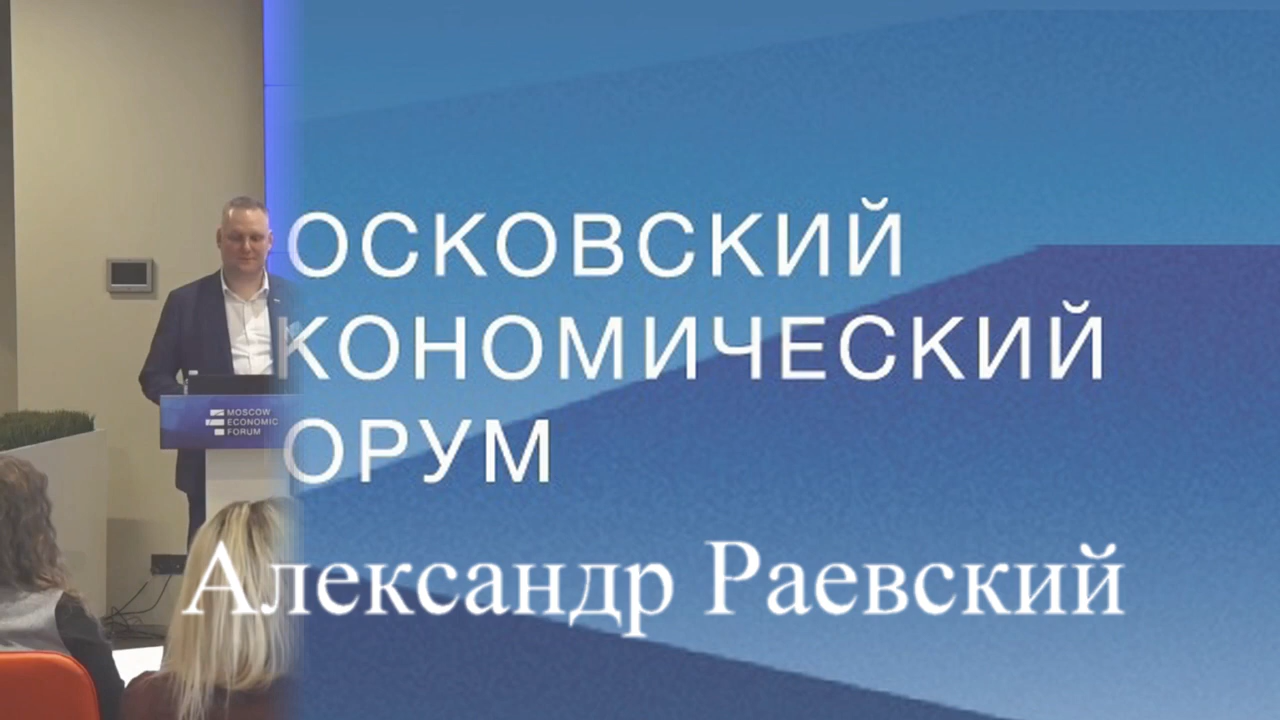 ОСКОВСКИЙ
КОНОМИЧЕСКИЙ
ОРУМ
MOSCOW
ECONOMIC
FORUM
Александр Раевский